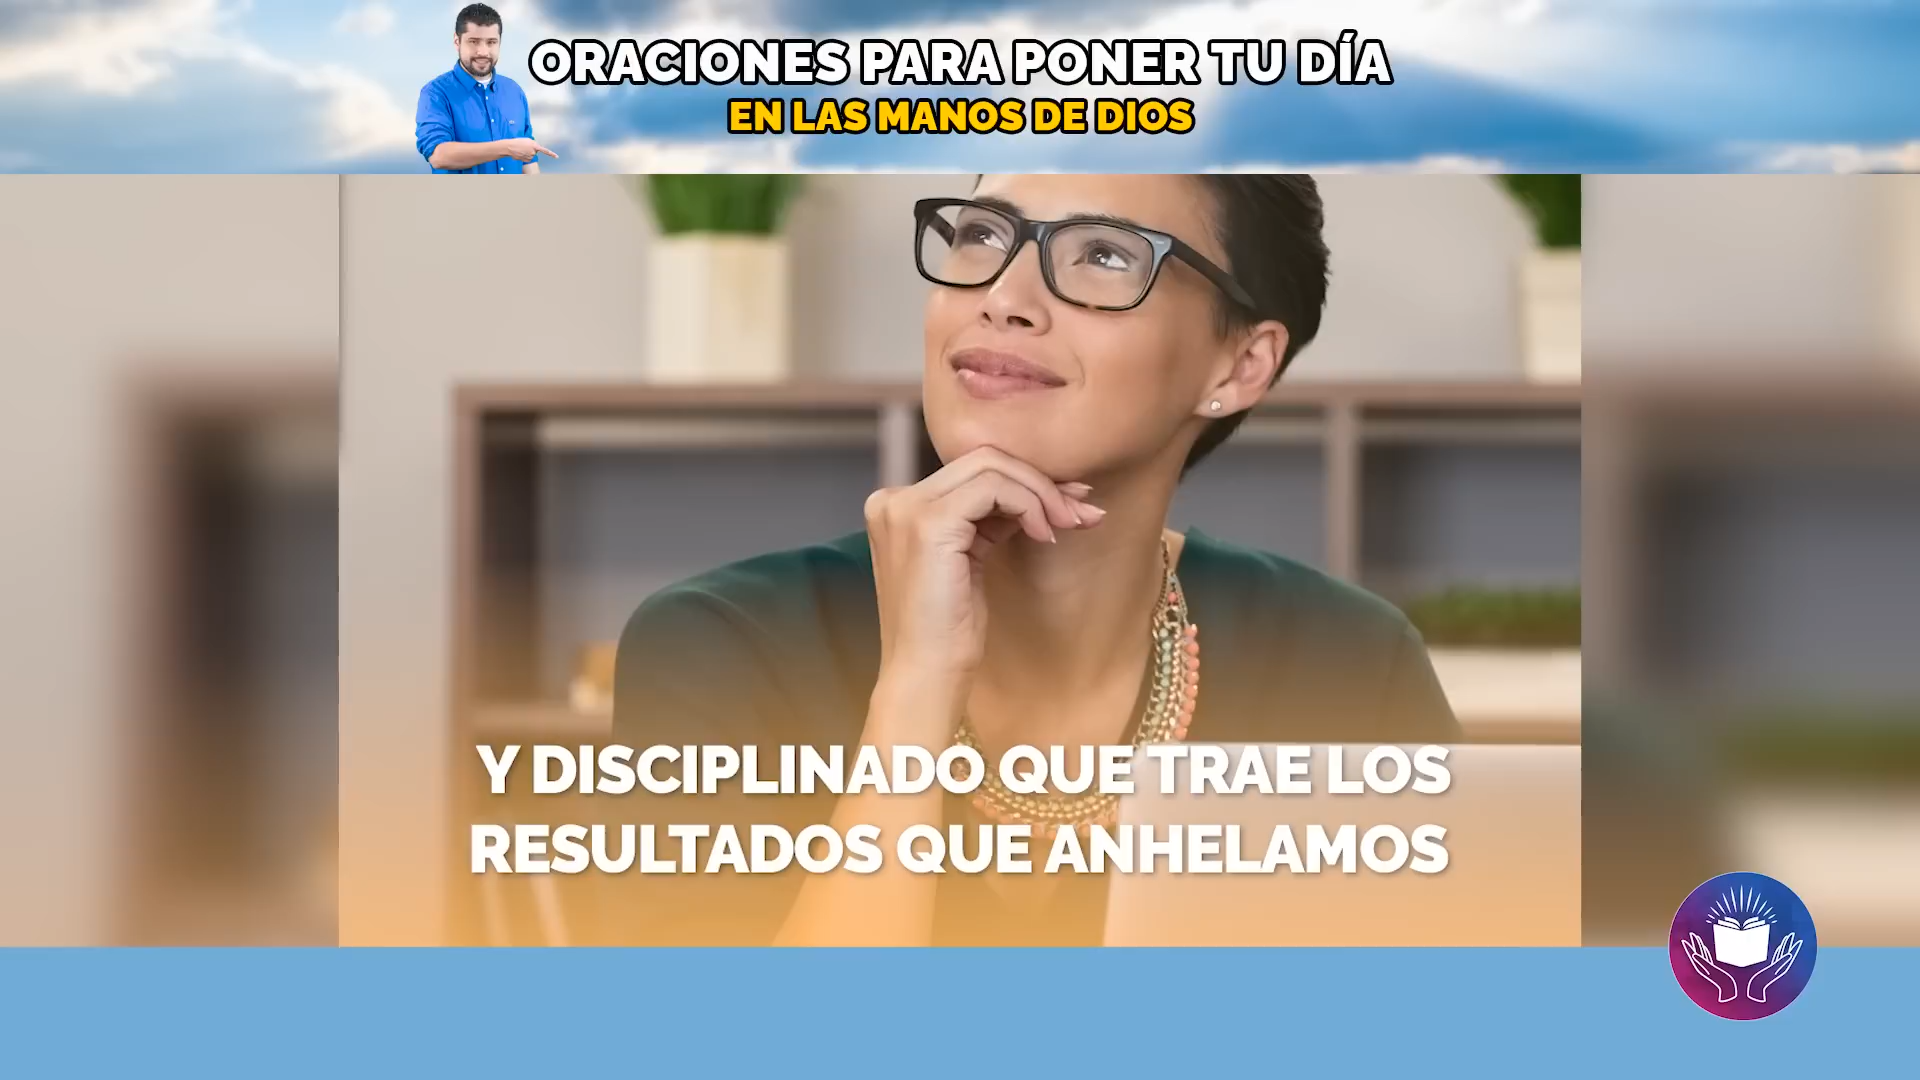 ORACIONES PARA PONER TU DÍA
EN LAS MANOS DE DIOS
Y DISCIPLINADO QUE TRAE LOS
RESULTADOS QUE ANHELAMOS